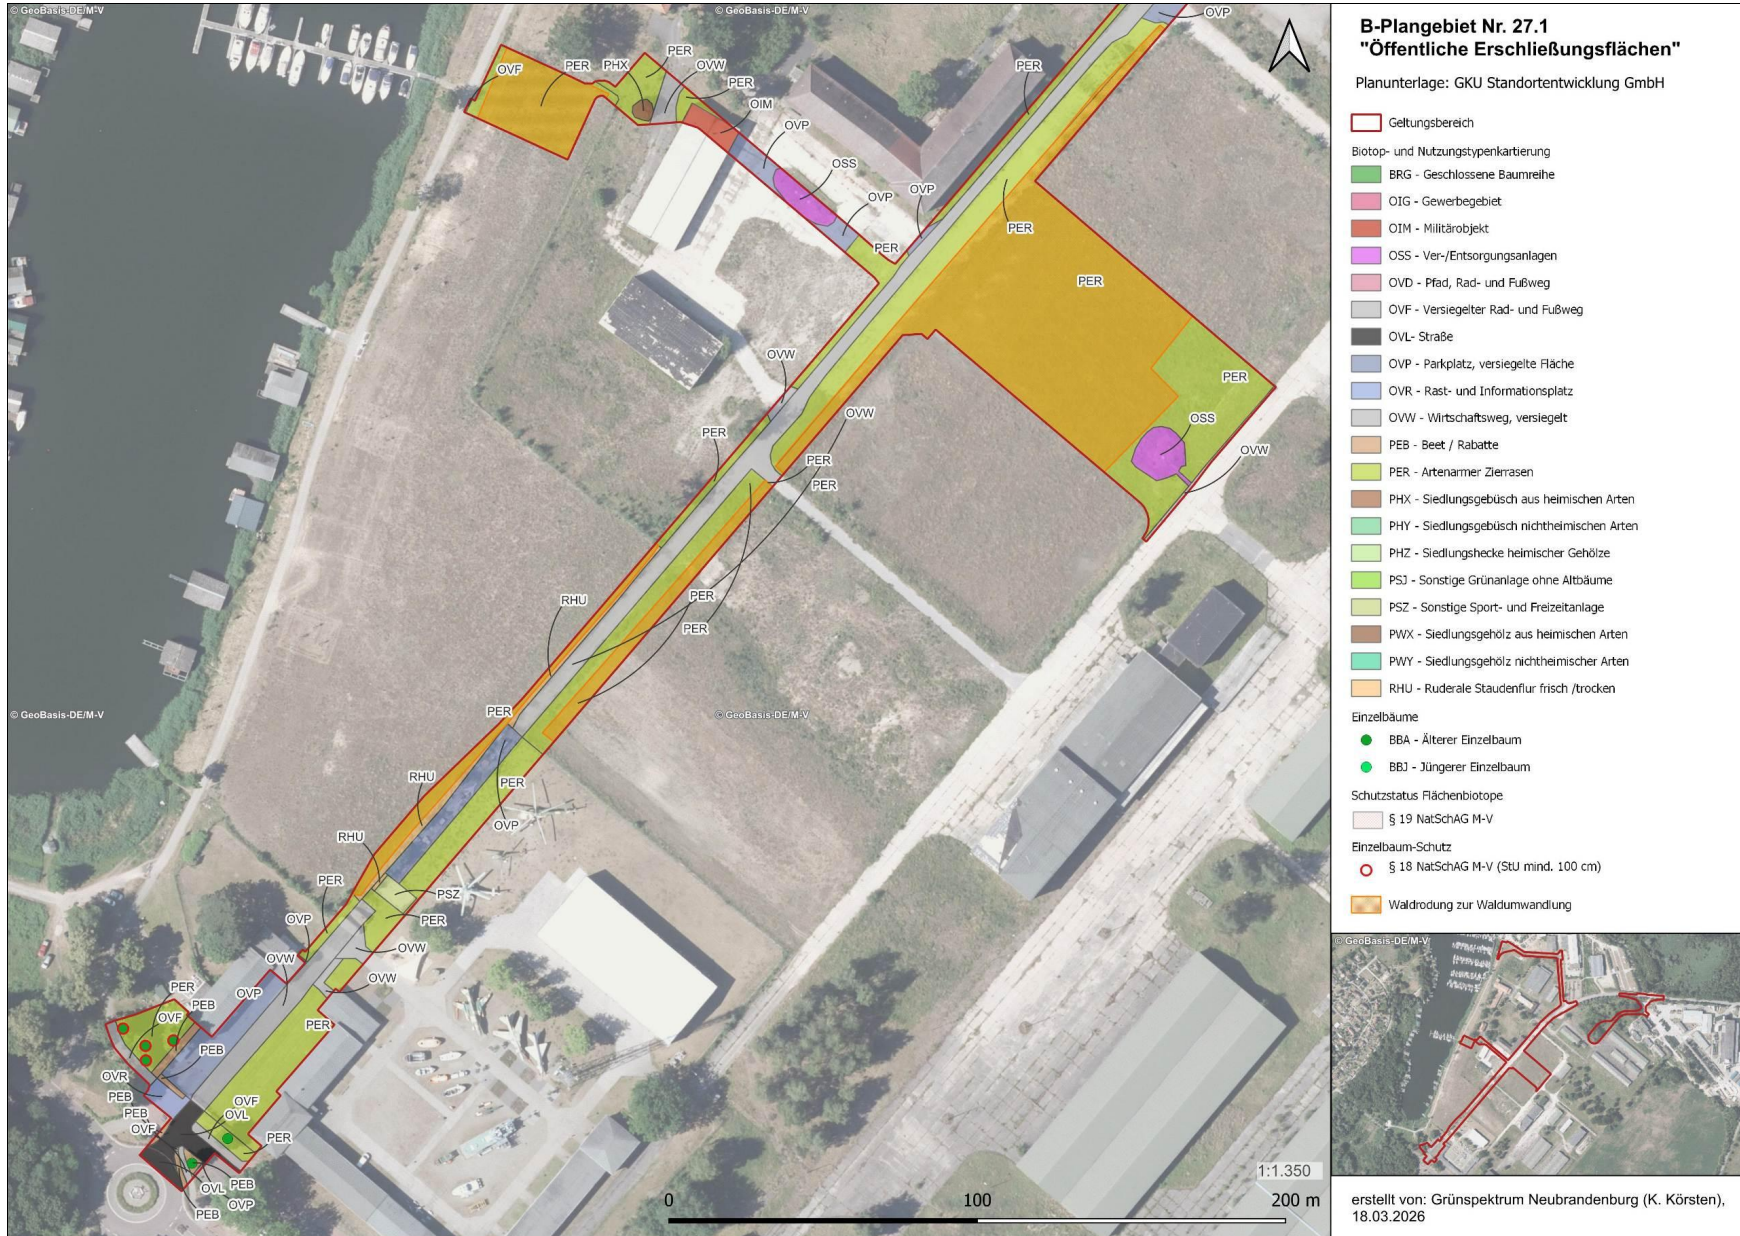 © GeoBasis-DE/M-V
© GeoBasis-DE/M-V
OVP
OVF
PER
PHX
PER
OVW
PER
OIM
OVP
OSS
OVP
OVP
PER
PER
PER
PER
PER
OSS
OVW
OVW
OVW
PER
PER
PER
RHU
PER
PER
PER
RHU
PER
OVP
RHU
PER
PSZ
PER
OVP
OVW
OVW
OVW
PER
PEB
OVP
OVF
PER
PEB
OVR
PEB
PEB
OVF
OVF
OVL
PER
OVL
PEB
OVP
PEB
© GeoBasis-DE/M-V
© GeoBasis-DE/M-V
1:1.350
0 100 200 m
B-Plangebiet Nr. 27.1
"Öffentliche Erschließungsflächen"
Planunterlage: GKU Standortentwicklung GmbH
Geltungsbereich
Biotop- und Nutzungstypenkartierung
BRG - Geschlossene Baumreihe
OIG - Gewerbegebiet
OIM - Militärobjekt
OSS - Ver-/Entsorgungsanlagen
OVD - Pfad, Rad- und Fußweg
OVF - Versiegelter Rad- und Fußweg
OVL- Straße
OVP - Parkplatz, versiegelte Fläche
OVR - Rast- und Informationsplatz
OVW - Wirtschaftsweg, versiegelt
PEB - Beet / Rabatte
PER - Artenarmer Zierrasen
PHX - Siedlungsgebüsch aus heimischen Arten
PHY - Siedlungsgebüsch nichtheimischen Arten
PHZ - Siedlungshecke heimischer Gehölze
PSJ - Sonstige Grünanlage ohne Altbäume
PSZ - Sonstige Sport- und Freizeitanlage
PWX - Siedlungsgehölz aus heimischen Arten
PWY - Siedlungsgehölz nichtheimischer Arten
RHU - Ruderale Staudenflur frisch /trocken
Einzelbäume
BBA - Älterer Einzelbaum
BBJ - Jüngerer Einzelbaum
Schutzstatus Flächenbiotope
§ 19 NatSchAG M-V
Einzelbaum-Schutz
§ 18 NatSchAG M-V (StU mind. 100 cm)
Waldrodung zur Waldumwandlung
© GeoBasis-DE/M-V
erstellt von: Grünspektrum Neubrandenburg (K. Körsten),
18.03.2026